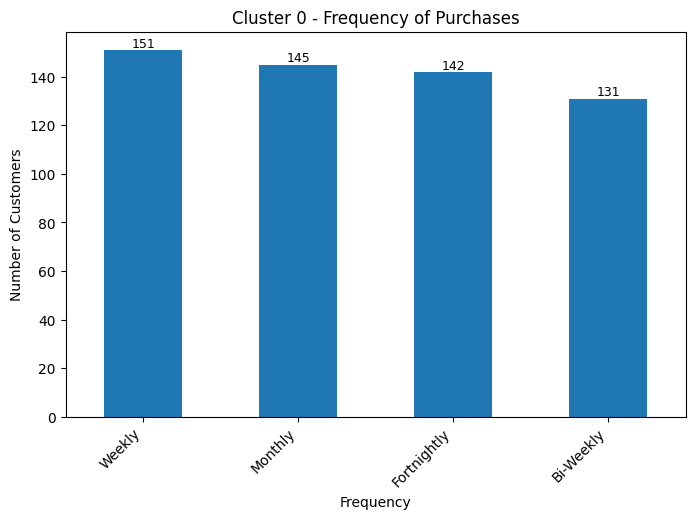 Cluster 0 - Frequency of Purchases
151
145
142
131
140
120
100
80
60
40
20
0
Number of Customers
Weekly
Monthly
Fortnightly
Bi-Weekly
Frequency